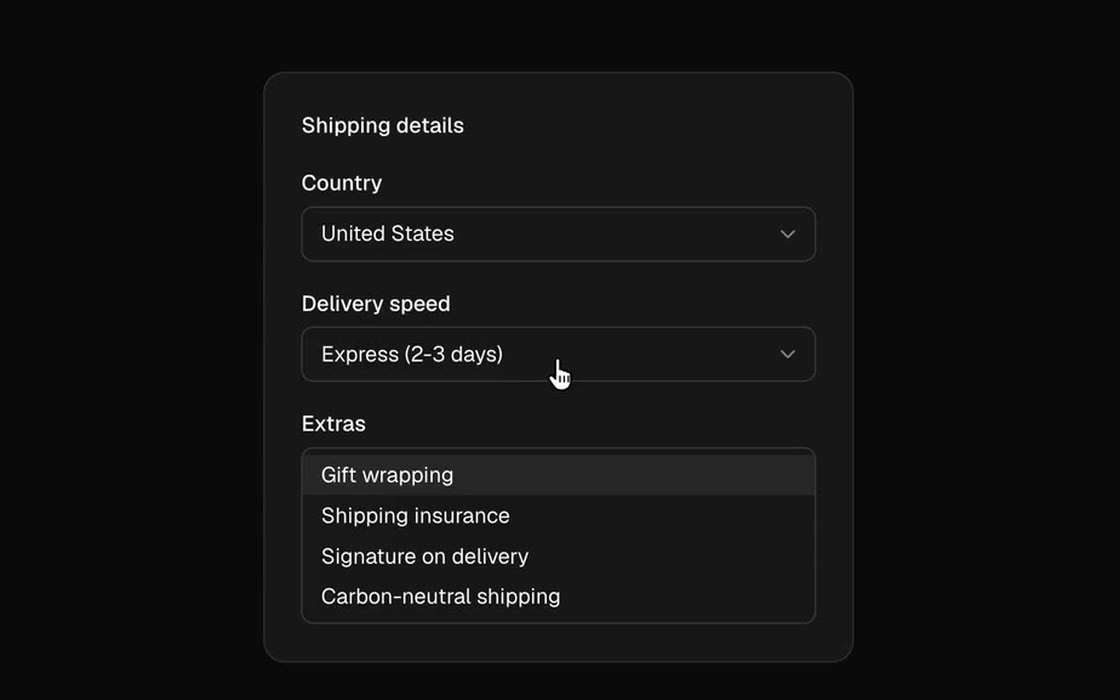 Shipping details
Country
United States
Delivery speed
Express (2-3 days)
Extras
Gift wrapping
Shipping insurance
Signature on delivery
Carbon-neutral shipping